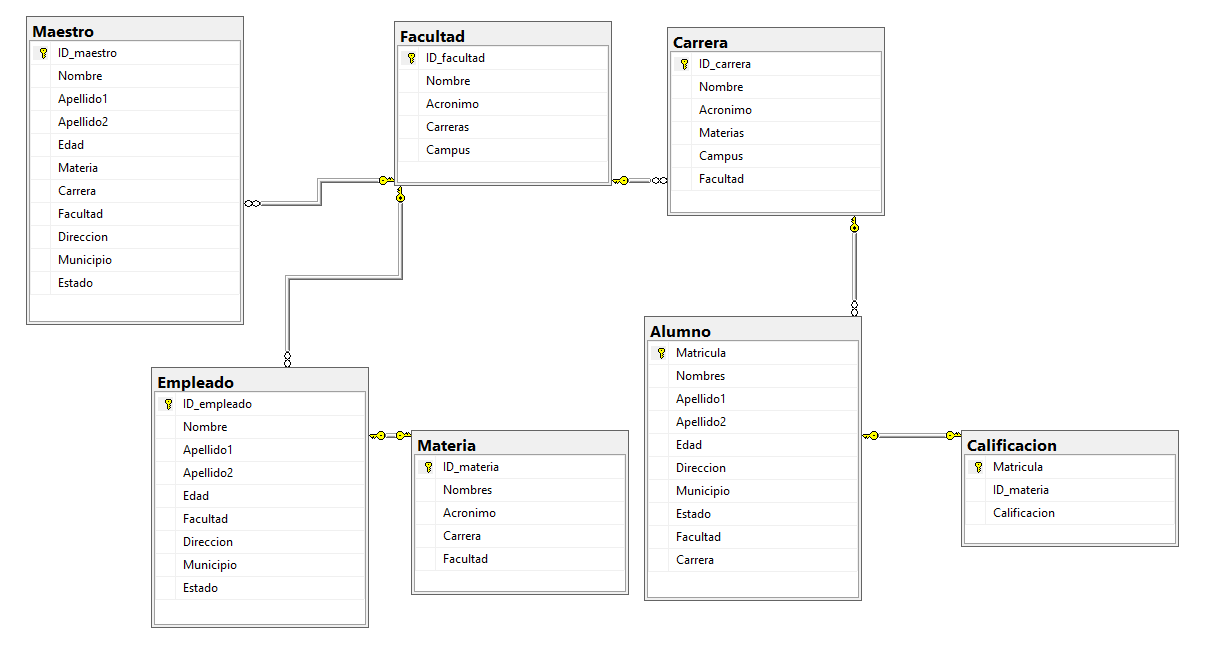 Maestro
ID_maestro
Nombre
Apellido1
Apellido2
Edad
Materia
Carrera
Facultad
Direccion
Municipio
Estado
Facultad
ID_facultad
Nombre
Acronimo
Carreras
Campus
Carrera
ID_carrera
Nombre
Acronimo
Materias
Campus
Facultad
Empleado
ID_empleado
Nombre
Apellido1
Apellido2
Edad
Facultad
Direccion
Municipio
Estado
Materia
ID_materia
Nombres
Acronimo
Carrera
Facultad
Alumno
Matricula
Nombres
Apellido1
Apellido2
Edad
Direccion
Municipio
Estado
Facultad
Carrera
Calificacion
Matricula
ID_materia
Calificacion